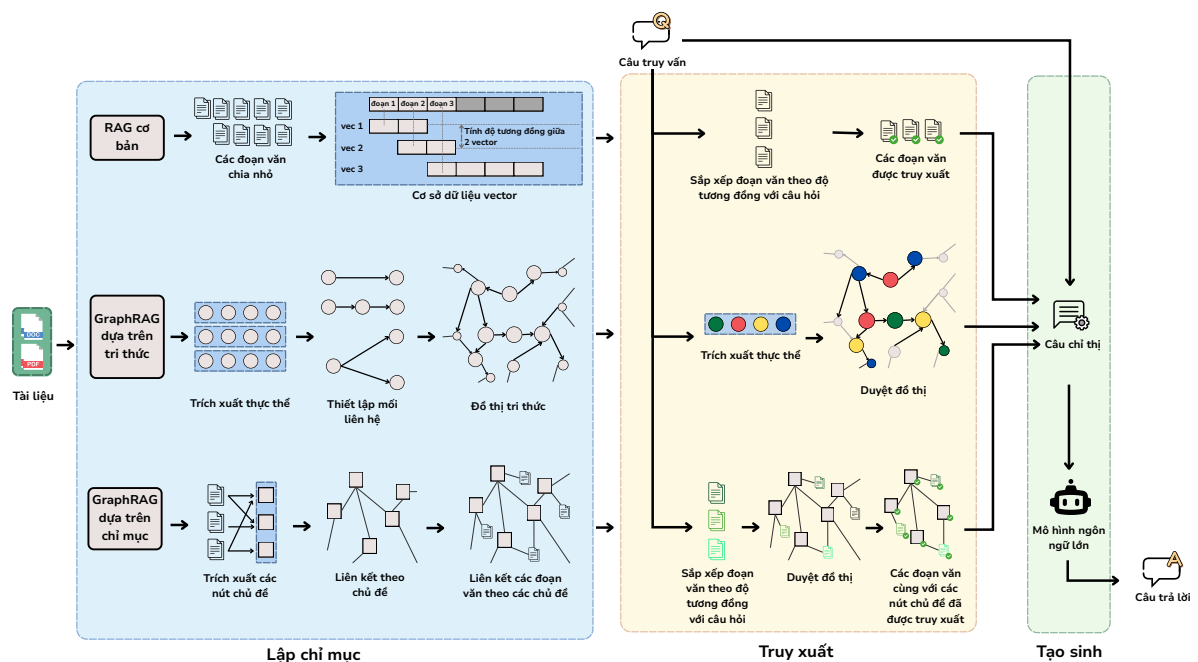 Câu truy vấn
RAG cơ
bản
Các đoạn văn
chia nhỏ
đoạn 1
đoạn 2
đoạn 3
vec 1
vec 2
vec 3
Tính độ tương đồng giữa
2 vector
Cơ sở dữ liệu vector
Sắp xếp đoạn văn theo độ
tương đồng với câu hỏi
Các đoạn văn
được truy xuất
DOC
PDF
Tài liệu
GraphRAG
dựa trên
tri thức
Trích xuất thực thể
Thiết lập mối
liên hệ
Đồ thị tri thức
Trích xuất thực thể
Duyệt đồ thị
Câu chỉ thị
GraphRAG
dựa trên
chỉ mục
Trích xuất các
nút chủ đề
Liên kết theo
chủ đề
Liên kết các đoạn
văn theo các chủ đề
Sắp xếp đoạn
văn theo độ
tương đồng
với câu hỏi
Duyệt đồ thị
Các đoạn văn
cùng với các
nút chủ đề đã
được truy xuất
Mô hình ngôn
ngữ lớn
Câu trả lời
Q
A
Lập chỉ mục
Truy xuất
Tạo sinh